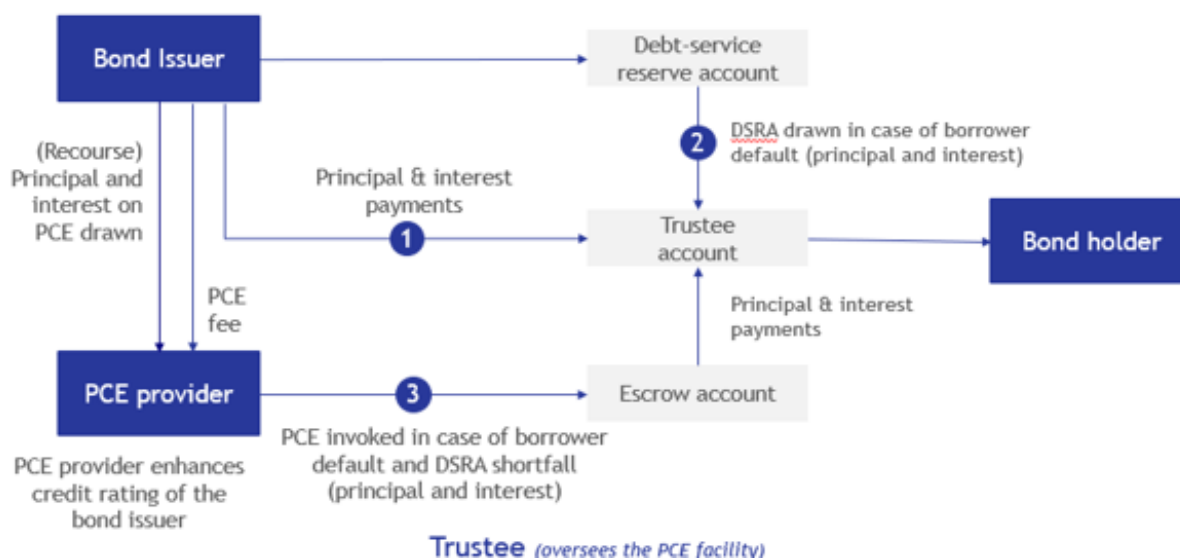 Bond Issuer
Debt-service
reserve account
(Recourse)
Principal and
interest on
PCE drawn
2
DSRA drawn in case of borrower
default (principal and interest)
Principal & interest
payments
1
Trustee
account
Bond holder
PCE
fee
Principal & interest
payments
PCE provider
3
Escrow account
PCE provider enhances
credit rating of the
bond issuer
PCE invoked in case of borrower
default and DSRA shortfall
(principal and interest)
Trustee (oversees the PCE facility)